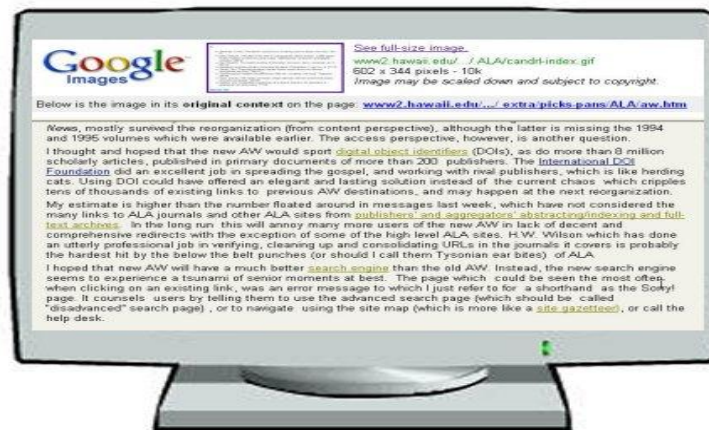 Google
Images
See full-size image.
www2.hawaii.edu/.../ALA/candrl-index.gif
602 x 344 pixels - 10k
Image may be scaled down and subject to copyright.
Below is the image in its original context on the page: www2.hawaii.edu/.../extra/picks-pans/ALA/aw.htm
News, mostly survived the reorganization (from content perspective), although the latter is missing the 1994
and 1995 volumes which were available earlier. The access perspective, however, is another question.
I thought and hoped that the new AW would sport digital object identifiers (DOIs), as do more than 8 million
scholarly articles, published in primary documents of more than 200 publishers. The International DOI
Foundation did an excellent job in spreading the gospel, and working with rival publishers, which is like herding
cats. Using DOI could have offered an elegant and lasting solution instead of the current chaos which cripples
tens of thousands of existing links to previous AW destinations, and may happen at the next reorganization.
My estimate is higher than the number floated around in messages last week, which have not considered the
many links to ALA journals and other ALA sites from publishers' and aggregators' abstracting/indexing and full-
text archives. In the long run this will annoy many more users of the new AW in lack of decent and
comprehensive redirects with the exception of some of the high level ALA sites. H.W. Wilson which has done
an utterly professional job in verifying, cleaning up and consolidating URLs in the journals it covers is probably
the hardest hit by the below the belt punches (or should I call them Tysonian ear bites) of ALA
I hoped that new AW will have a much better search engine than the old AW. Instead, the new search engine
seems to experience a tsunami of senior moments at best. The page which could be seen the most often,
when clicking on an existing link, was an error message to which I just refer to for a shorthand as the Sorry!
page. It counsels users by telling them to use the advanced search page (which should be called
"disadvanced" search page) , or to navigate using the site map (which is more like a site gazetteer), or call the
help desk.